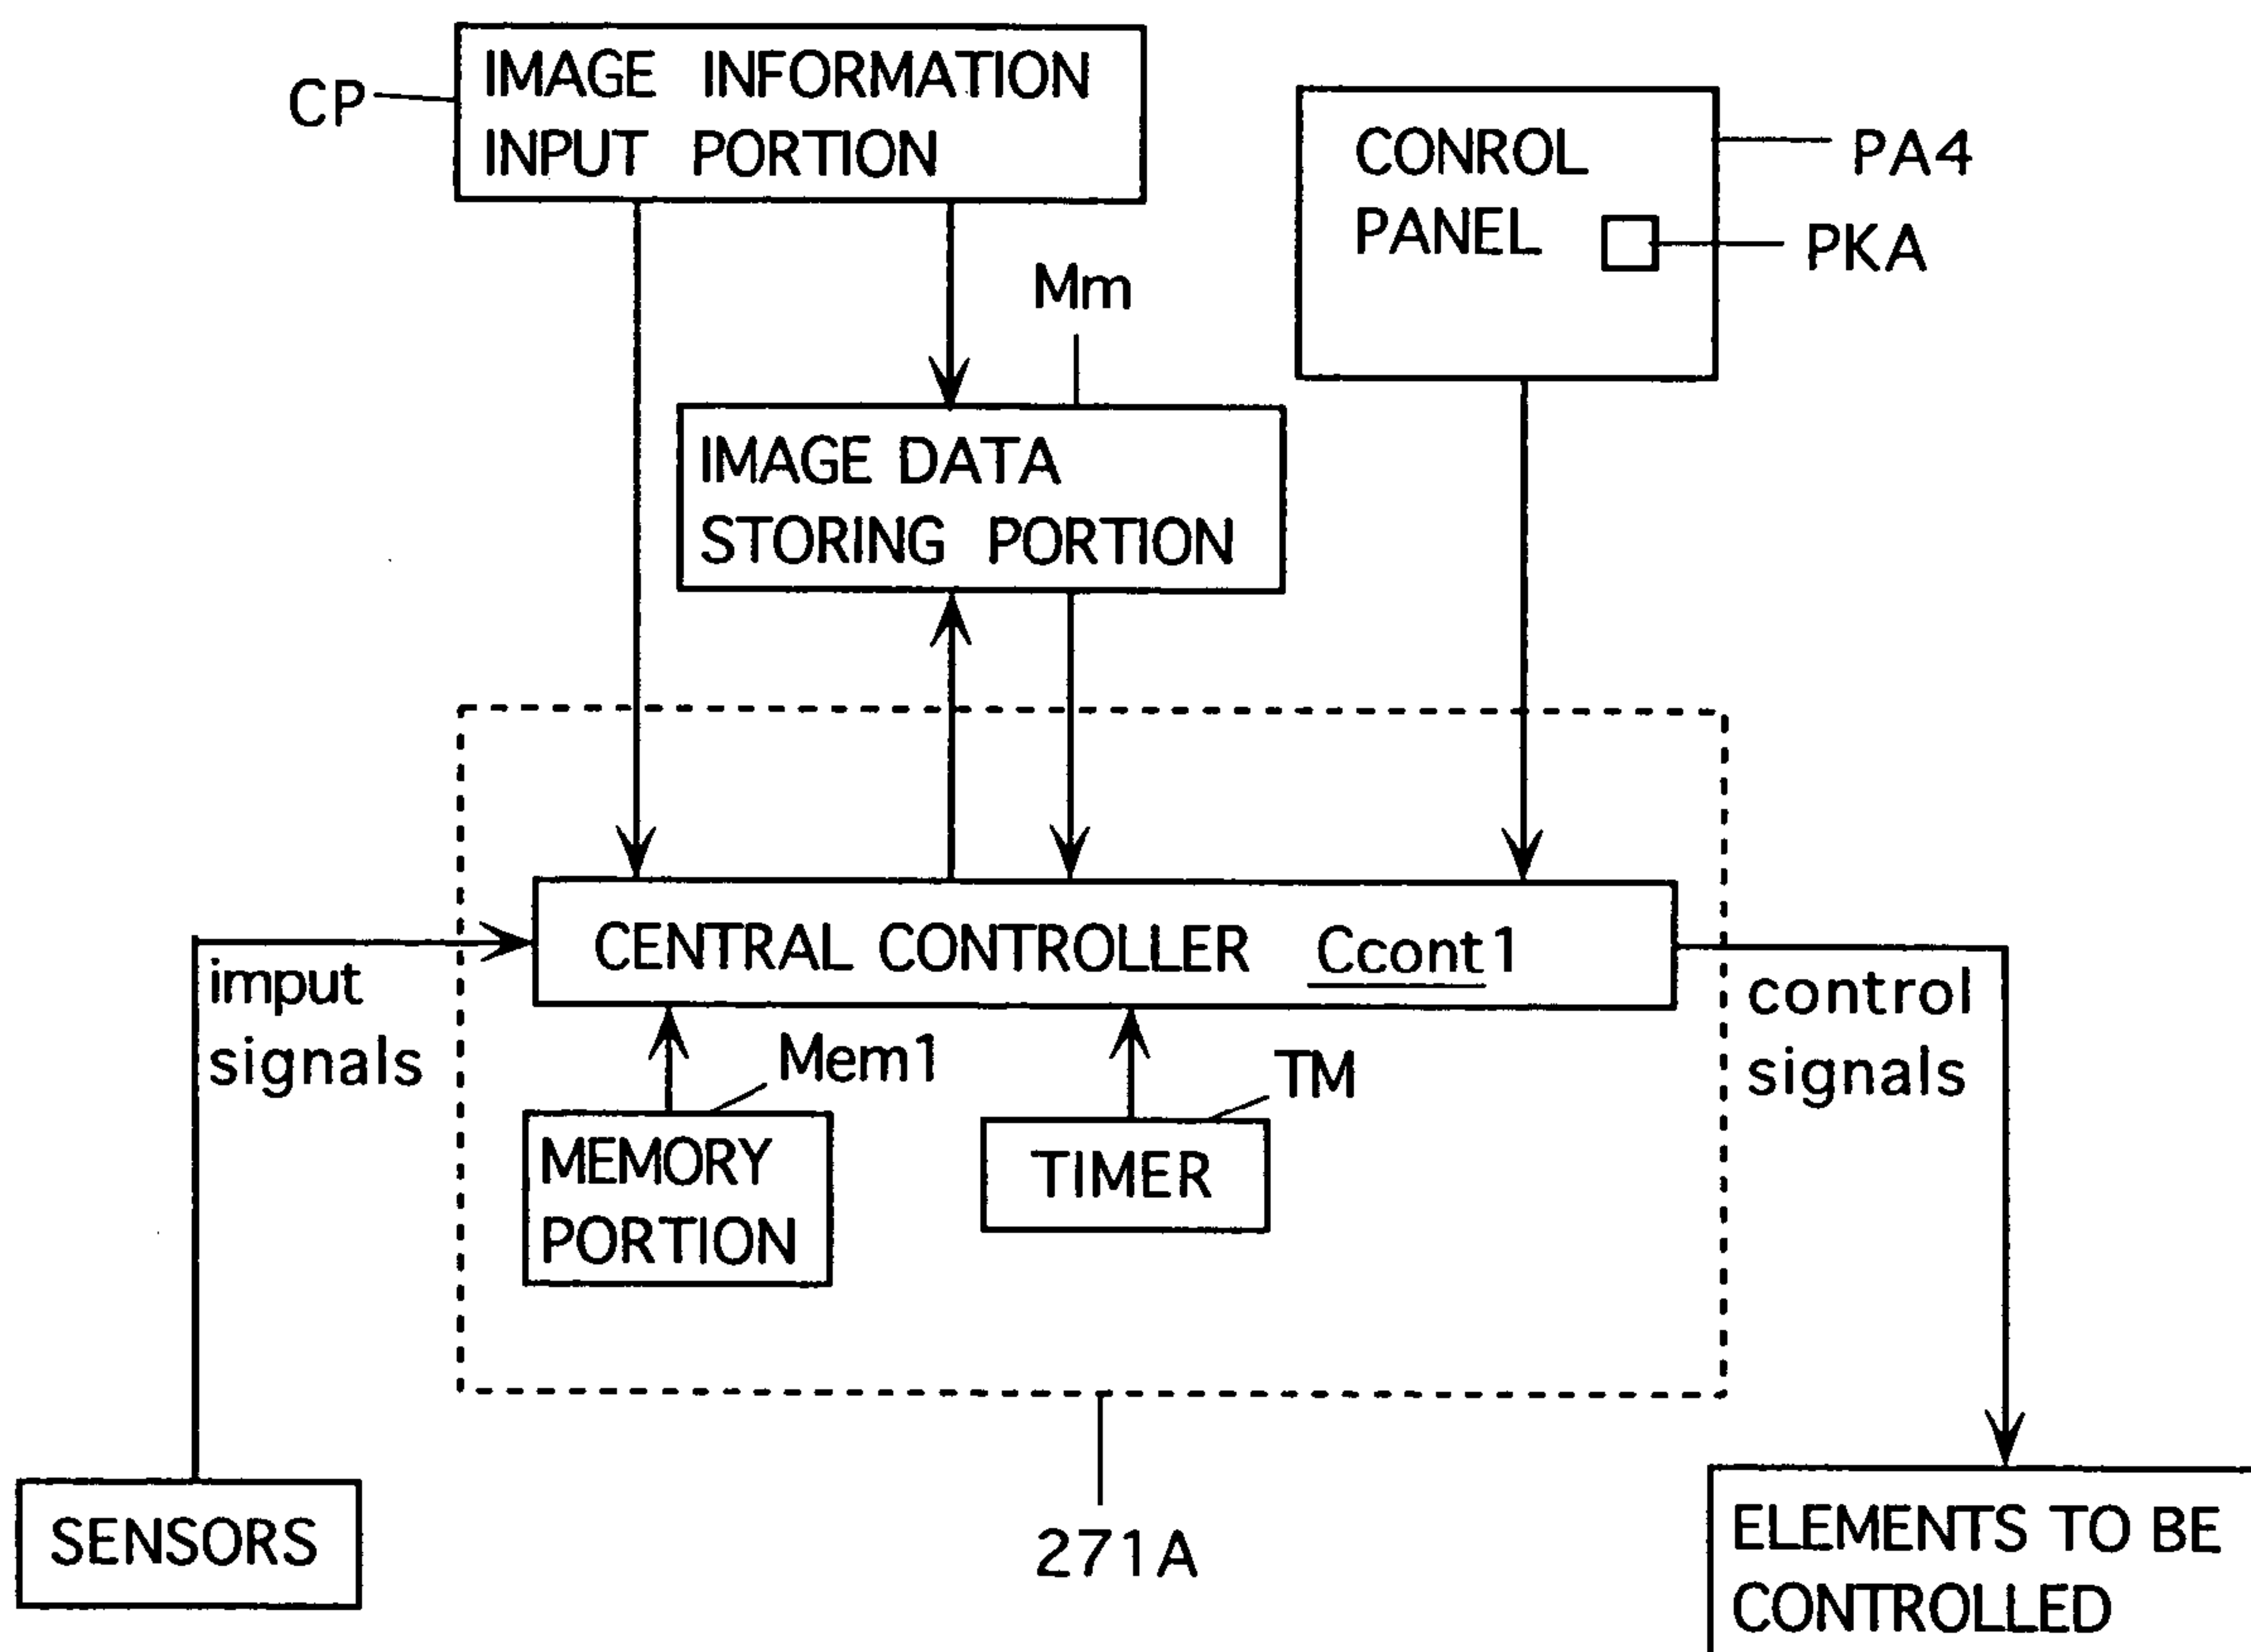 CP
IMAGE INFORMATION
INPUT PORTION
CONROL
PANEL
PA4
PKA
Mm
IMAGE DATA
STORING PORTION
CENTRAL CONTROLLER Ccont1
imput
signals
control
signals
Mem1
TM
MEMORY
PORTION
TIMER
SENSORS
271A
ELEMENTS TO BE
CONTROLLED